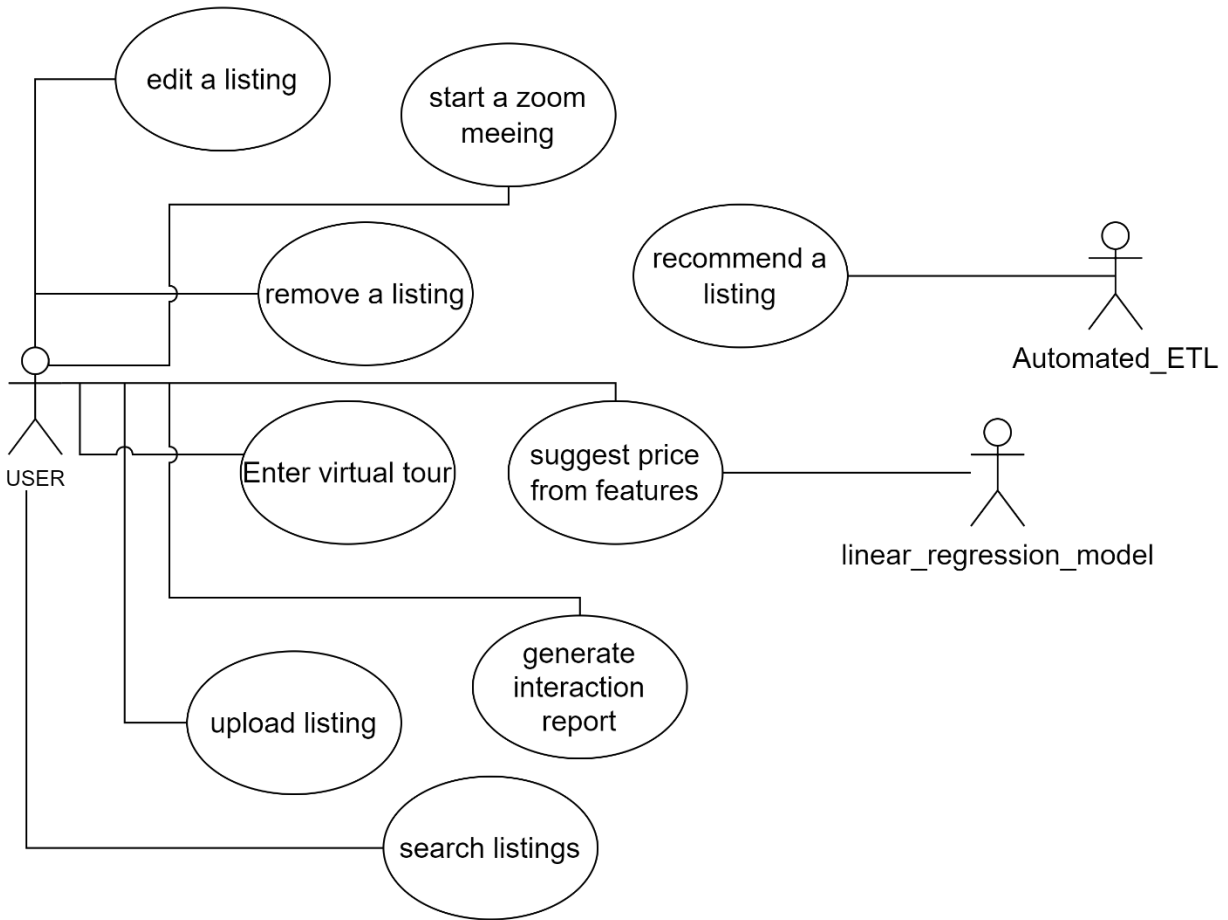 edit a listing
start a zoom
meeing
recommend a
listing
remove a listing
Automated_ETL
Enter virtual tour
suggest price
from features
USER
linear_regression_model
generate
interaction
report
upload listing
search listings